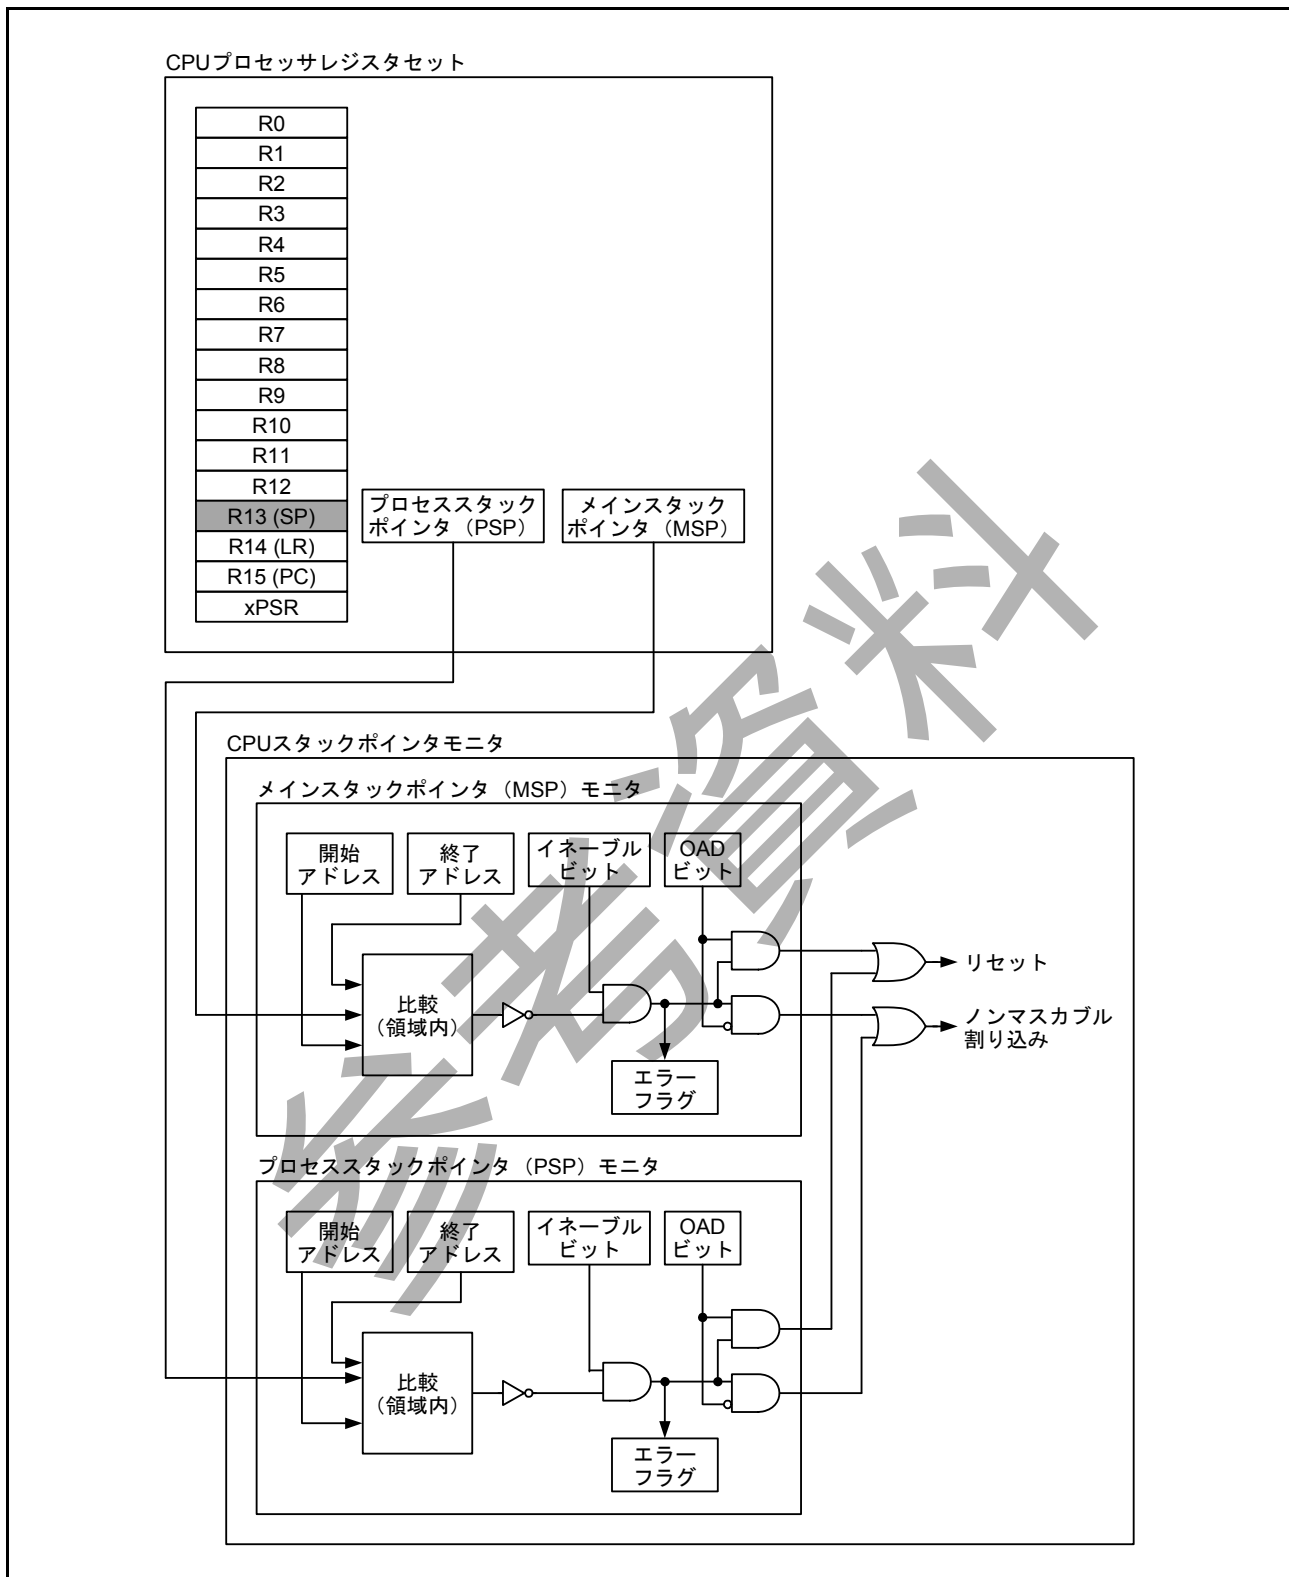 CPUプロセッサレジスタセット
R0
R1
R2
R3
R4
R5
R6
R7
R8
R9
R10
R11
R12
R13 (SP)
R14 (LR)
R15 (PC)
xPSR
プロセススタック
ポインタ（PSP）
メインスタック
ポインタ（MSP）
CPUスタックポインタモニタ
メインスタックポインタ（MSP）モニタ
開始
アドレス
終了
アドレス
イネーブル
ビット
OAD
ビット
比較
（領域内）
エラー
フラグ
リセット
ノンマスカブル
割り込み
プロセススタックポインタ（PSP）モニタ
開始
アドレス
終了
アドレス
イネーブル
ビット
OAD
ビット
比較
（領域内）
エラー
フラグ
参考資料